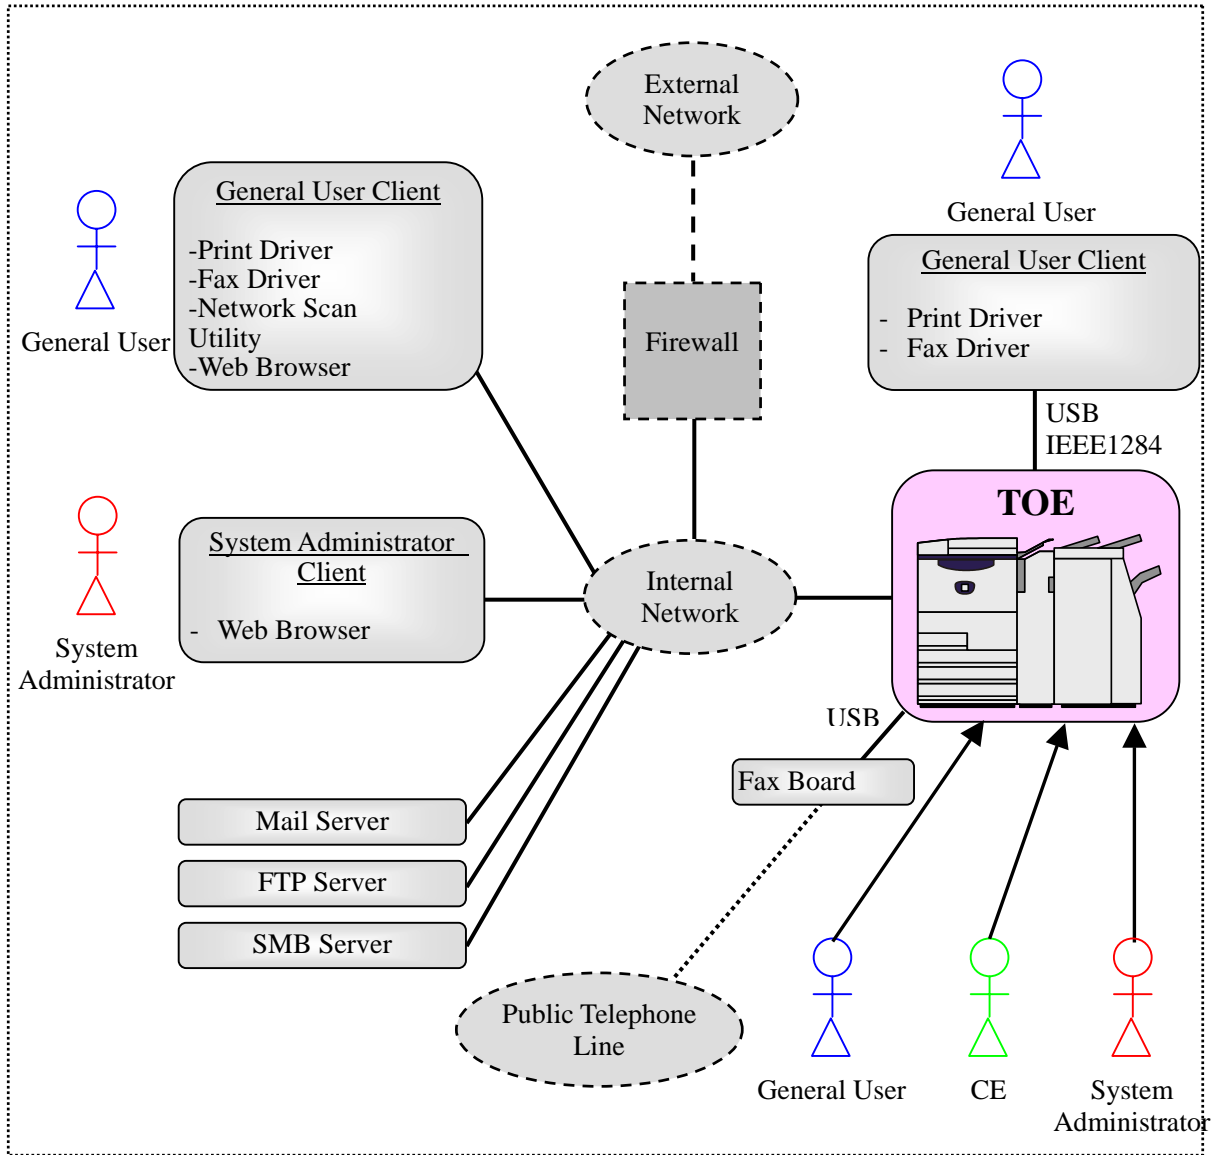 External
Network
General User
General User Client
-Print Driver
-Fax Driver
-Network Scan
Utility
-Web Browser
General User
General User Client
- Print Driver
- Fax Driver
Firewall
USB
IEEE1284
TOE
System Administrator
Client
- Web Browser
System
Administrator
Internal
Network
USB
Fax Board
Mail Server
FTP Server
SMB Server
Public Telephone
Line
General User
CE
System
Administrator